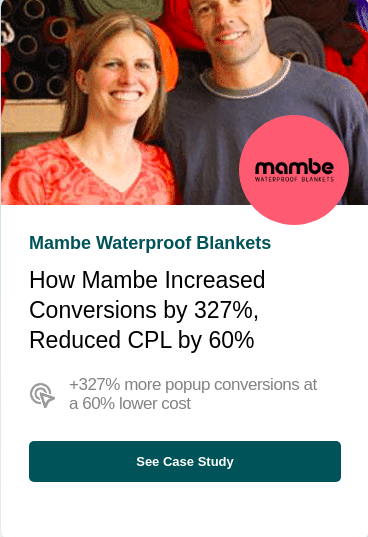 mambe
WATERPROOF BLANKETS
Mambe Waterproof Blankets
How Mambe Increased
Conversions by 327%,
Reduced CPL by 60%
+327% more popup conversions at
a 60% lower cost
See Case Study